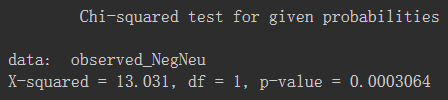 Chi-squared test for given probabilities
data:  observed_NegNeu
X-squared = 13.031, df = 1, p-value = 0.0003064